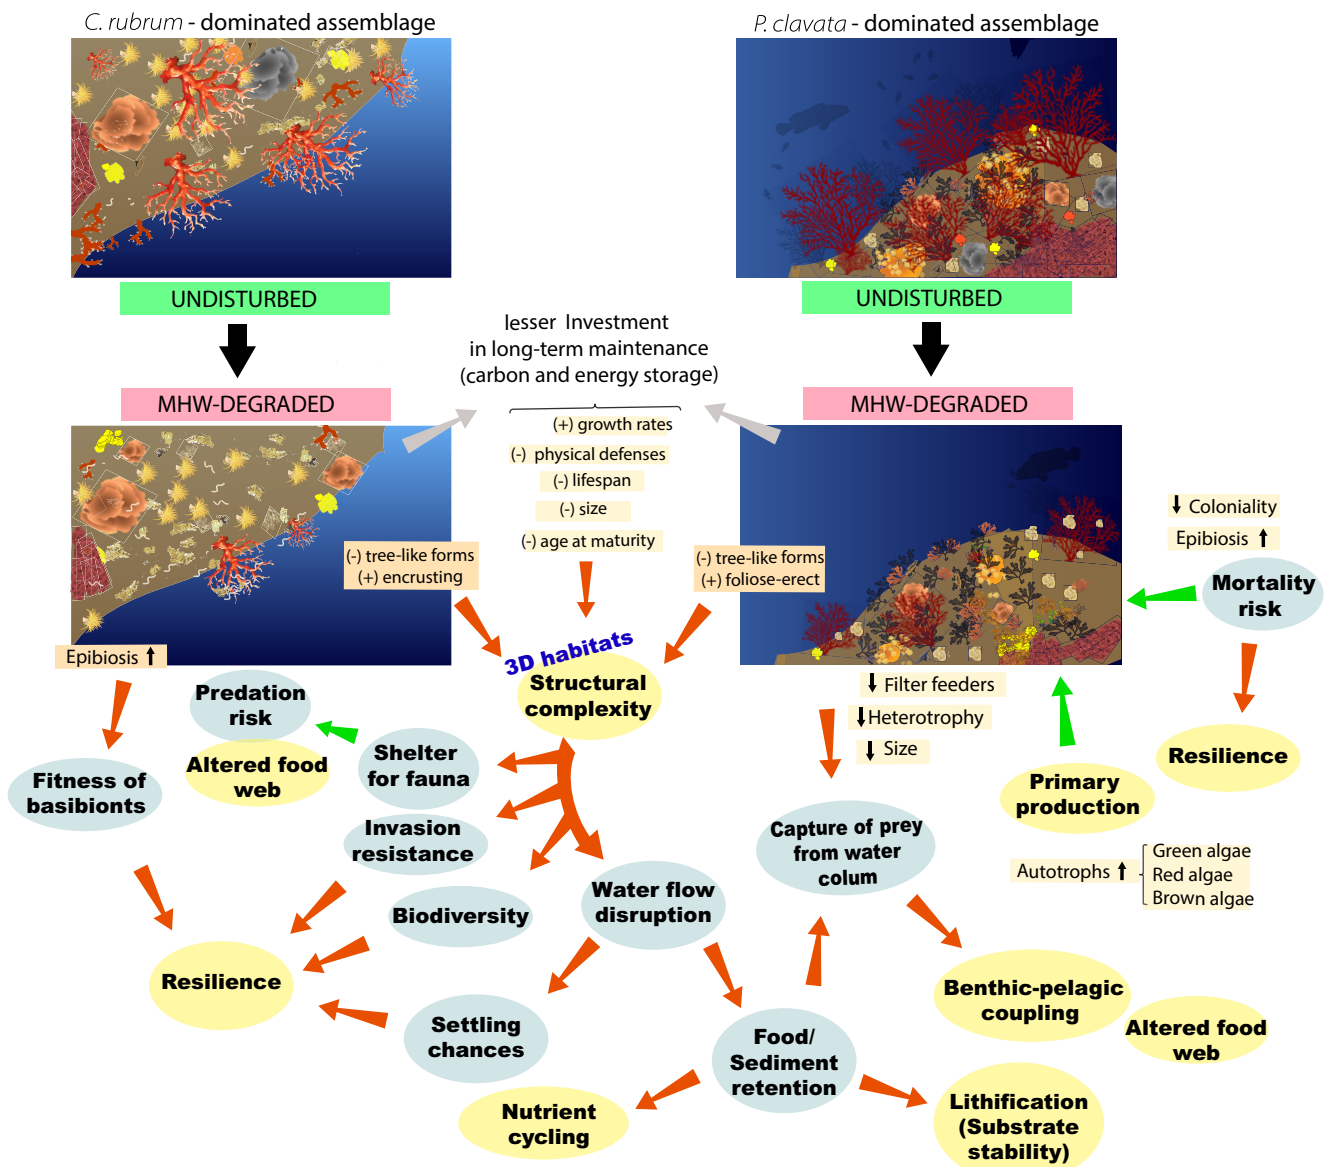 C. rubrum - dominated assemblage
P. clavata - dominated assemblage
UNDISTURBED
UNDISTURBED
lesser Investment
in long-term maintenance
(carbon and energy storage)
MHW-DEGRADED
MHW-DEGRADED
(+) growth rates
(-) physical defenses
(-) lifespan
(-) size
(-) age at maturity
(-) tree-like forms
(+) encrusting
(-) tree-like forms
(+) foliose-erect
Coloniality
Epibiosis
Mortality
risk
Resilience
3D habitats
Structural
complexity
Epibiosis
Predation
risk
Altered food
web
Shelter
for fauna
Fitness of
basibionts
Invasion
resistance
Biodiversity
Water flow
disruption
Resilience
Settling
chances
Filter feeders
Heterotrophy
Size
Capture of prey
from water
colum
Primary
production
Autotrophs
Green algae
Red algae
Brown algae
Benthic-pelagic
coupling
Altered food
web
Food/
Sediment
retention
Nutrient
cycling
Lithification
(Substrate
stability)